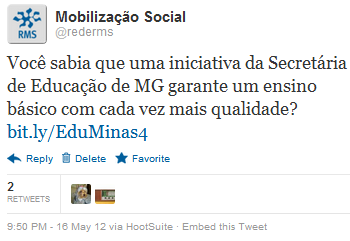 RMS
Mobilização Social
@rederms
Você sabia que uma iniciativa da Secretária
de Educação de MG garante um ensino
básico com cada vez mais qualidade?
bit.ly/EduMinas4
Reply Delete Favorite
2
RETWEETS
9:50 PM - 16 May 12 via HootSuite · Embed this Tweet